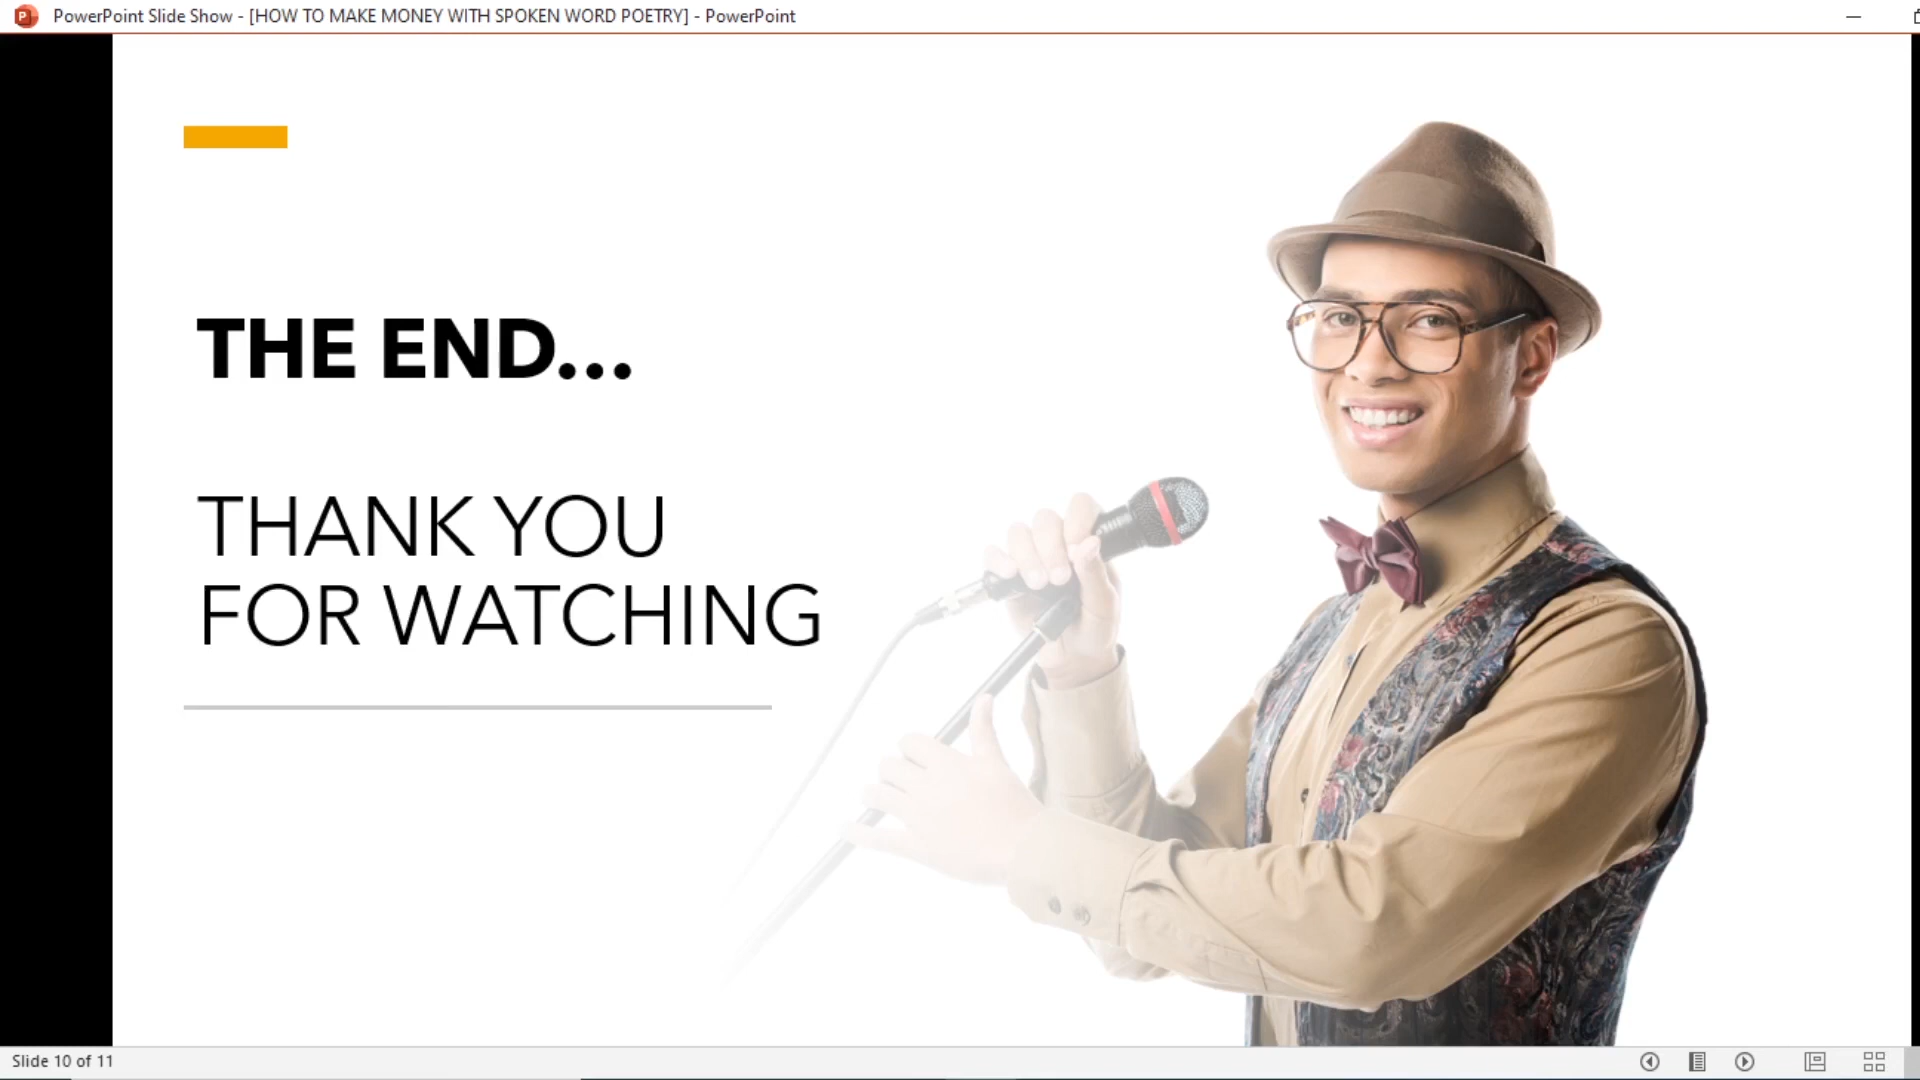 PowerPoint Slide Show - [HOW TO MAKE MONEY WITH SPOKEN WORD POETRY] - PowerPoint
THE END...
THANK YOU
FOR WATCHING
Slide 10 of 11